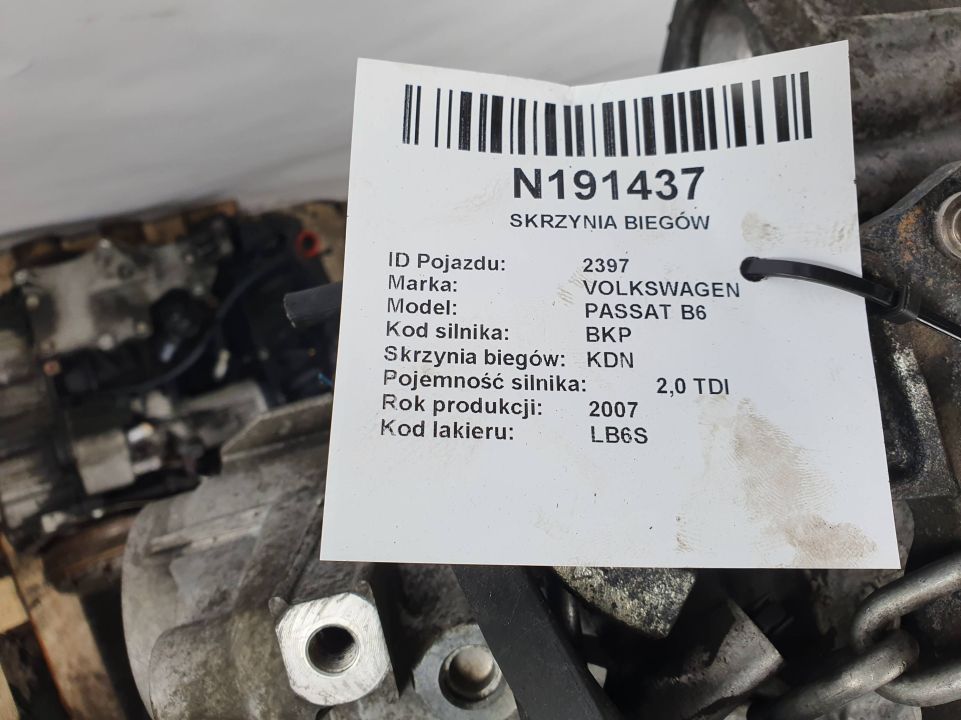 N191437
SKRZYNIA BIEGÓW
ID Pojazdu: 2397
Marka: VOLKSWAGEN
Model: PASSAT B6
Kod silnika: BKP
Skrzynia biegów: KDN
Pojemność silnika: 2,0 TDI
Rok produkcji: 2007
Kod lakieru: LB6S